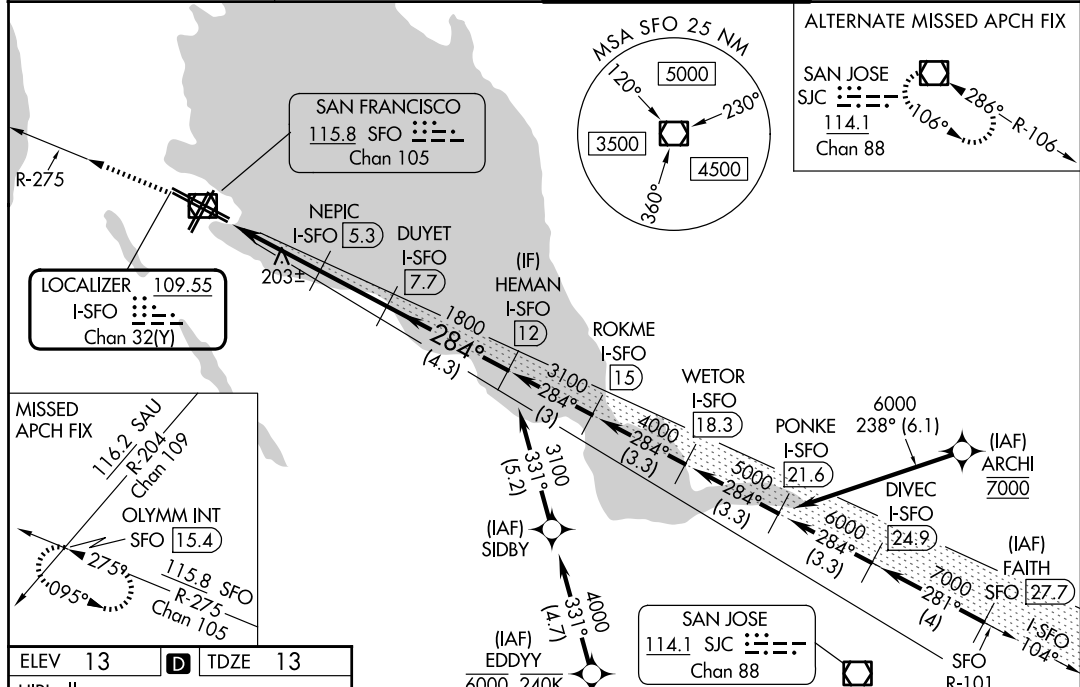 MSA SFO 25 NM
5000
120°
230°
3500
4500
360°
ALTERNATE MISSED APCH FIX
SAN JOSE
SJC
114.1
Chan 88
106°
286°
R-106
SAN FRANCISCO
115.8 SFO
Chan 105
R-275
LOCALIZER 109.55
I-SFO
Chan 32(Y)
NEPIC
I-SFO 5.3
203±
DUYET
I-SFO
7.7
(IF)
HEMAN
I-SFO
12
1800
284°
(4.3)
ROKME
I-SFO
15
3100
284°
(3)
WETOR
I-SFO
18.3
4000
284°
(3.3)
PONKE
I-SFO
21.6
5000
284°
(3.3)
6000
238° (6.1)
(IAF)
ARCHI
7000
DIVEC
I-SFO
24.9
6000
284°
(3.3)
(IAF)
FAITH
SFO 27.7
7000
281°
(4)
I-SFO
104°
SFO
R-101
3100
331°
(5.2)
(IAF)
SIDBY
4000
331°
(4.7)
(IAF)
EDDYY
6000 240K
SAN JOSE
114.1 SJC
Chan 88
MISSED
APCH FIX
116.2 SAU
R-204
Chan 109
OLYMM INT
SFO 15.4
275°
095°
115.8 SFO
R-275
Chan 105
ELEV 13
D
TDZE 13